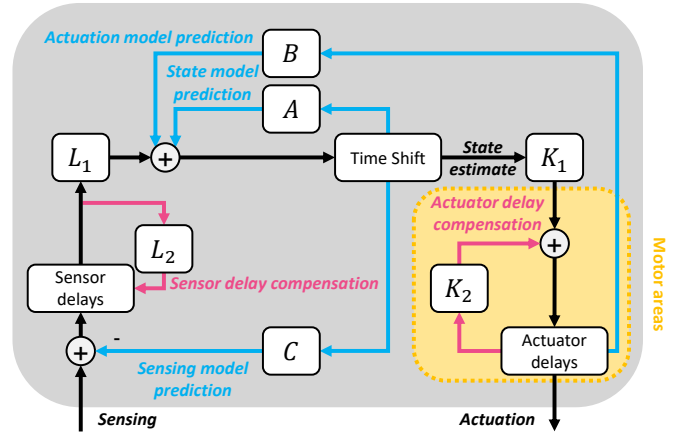 Actuation model prediction
B
State model
prediction
A
L1
+
Time Shift
State
estimate
K1
Actuator delay
compensation
+
L2
Sensor delay compensation
Sensor
delays
K2
Motor areas
Actuator
delays
-
+
C
Sensing model
prediction
Sensing
Actuation